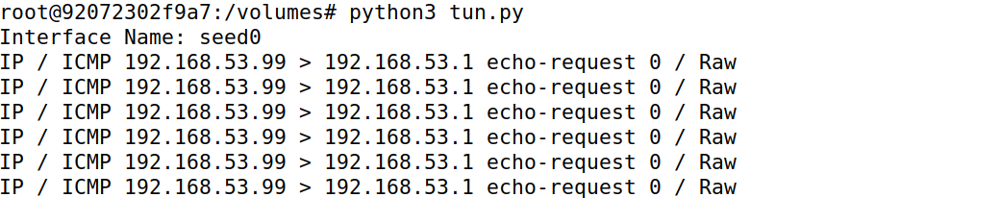 root@92072302f9a7:/volumes# python3 tun.py
Interface Name: seed0
IP / ICMP 192.168.53.99 > 192.168.53.1 echo-request 0 / Raw
IP / ICMP 192.168.53.99 > 192.168.53.1 echo-request 0 / Raw
IP / ICMP 192.168.53.99 > 192.168.53.1 echo-request 0 / Raw
IP / ICMP 192.168.53.99 > 192.168.53.1 echo-request 0 / Raw
IP / ICMP 192.168.53.99 > 192.168.53.1 echo-request 0 / Raw
IP / ICMP 192.168.53.99 > 192.168.53.1 echo-request 0 / Raw